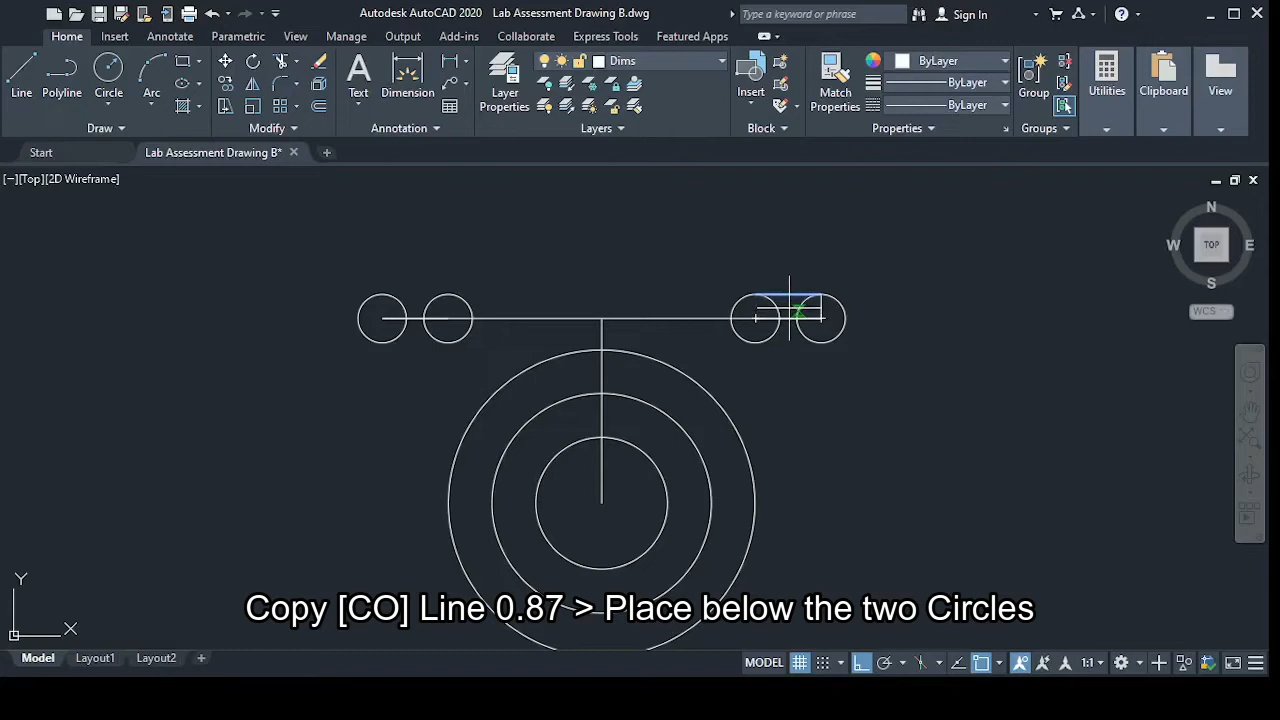 Autodesk AutoCAD 2020 Lab Assessment Drawing B.dwg
Type a keyword or phrase
Sign In
Home Insert Annotate Parametric View Manage Output Add-ins Collaborate Express Tools Featured Apps
Line Polyline Circle Arc
Text Dimension
Layer Properties
Dims
Insert
Match Properties
ByLayer
ByLayer
ByLayer
Group
Utilities Clipboard View
Draw Modify Annotation Layers Block Properties Groups
Start Lab Assessment Drawing B*
[−][Top][2D Wireframe]
N
W TOP E
S
WCS
Y
X
Copy [CO] Line 0.87 > Place below the two Circles
Model Layout1 Layout2
MODEL 1:1